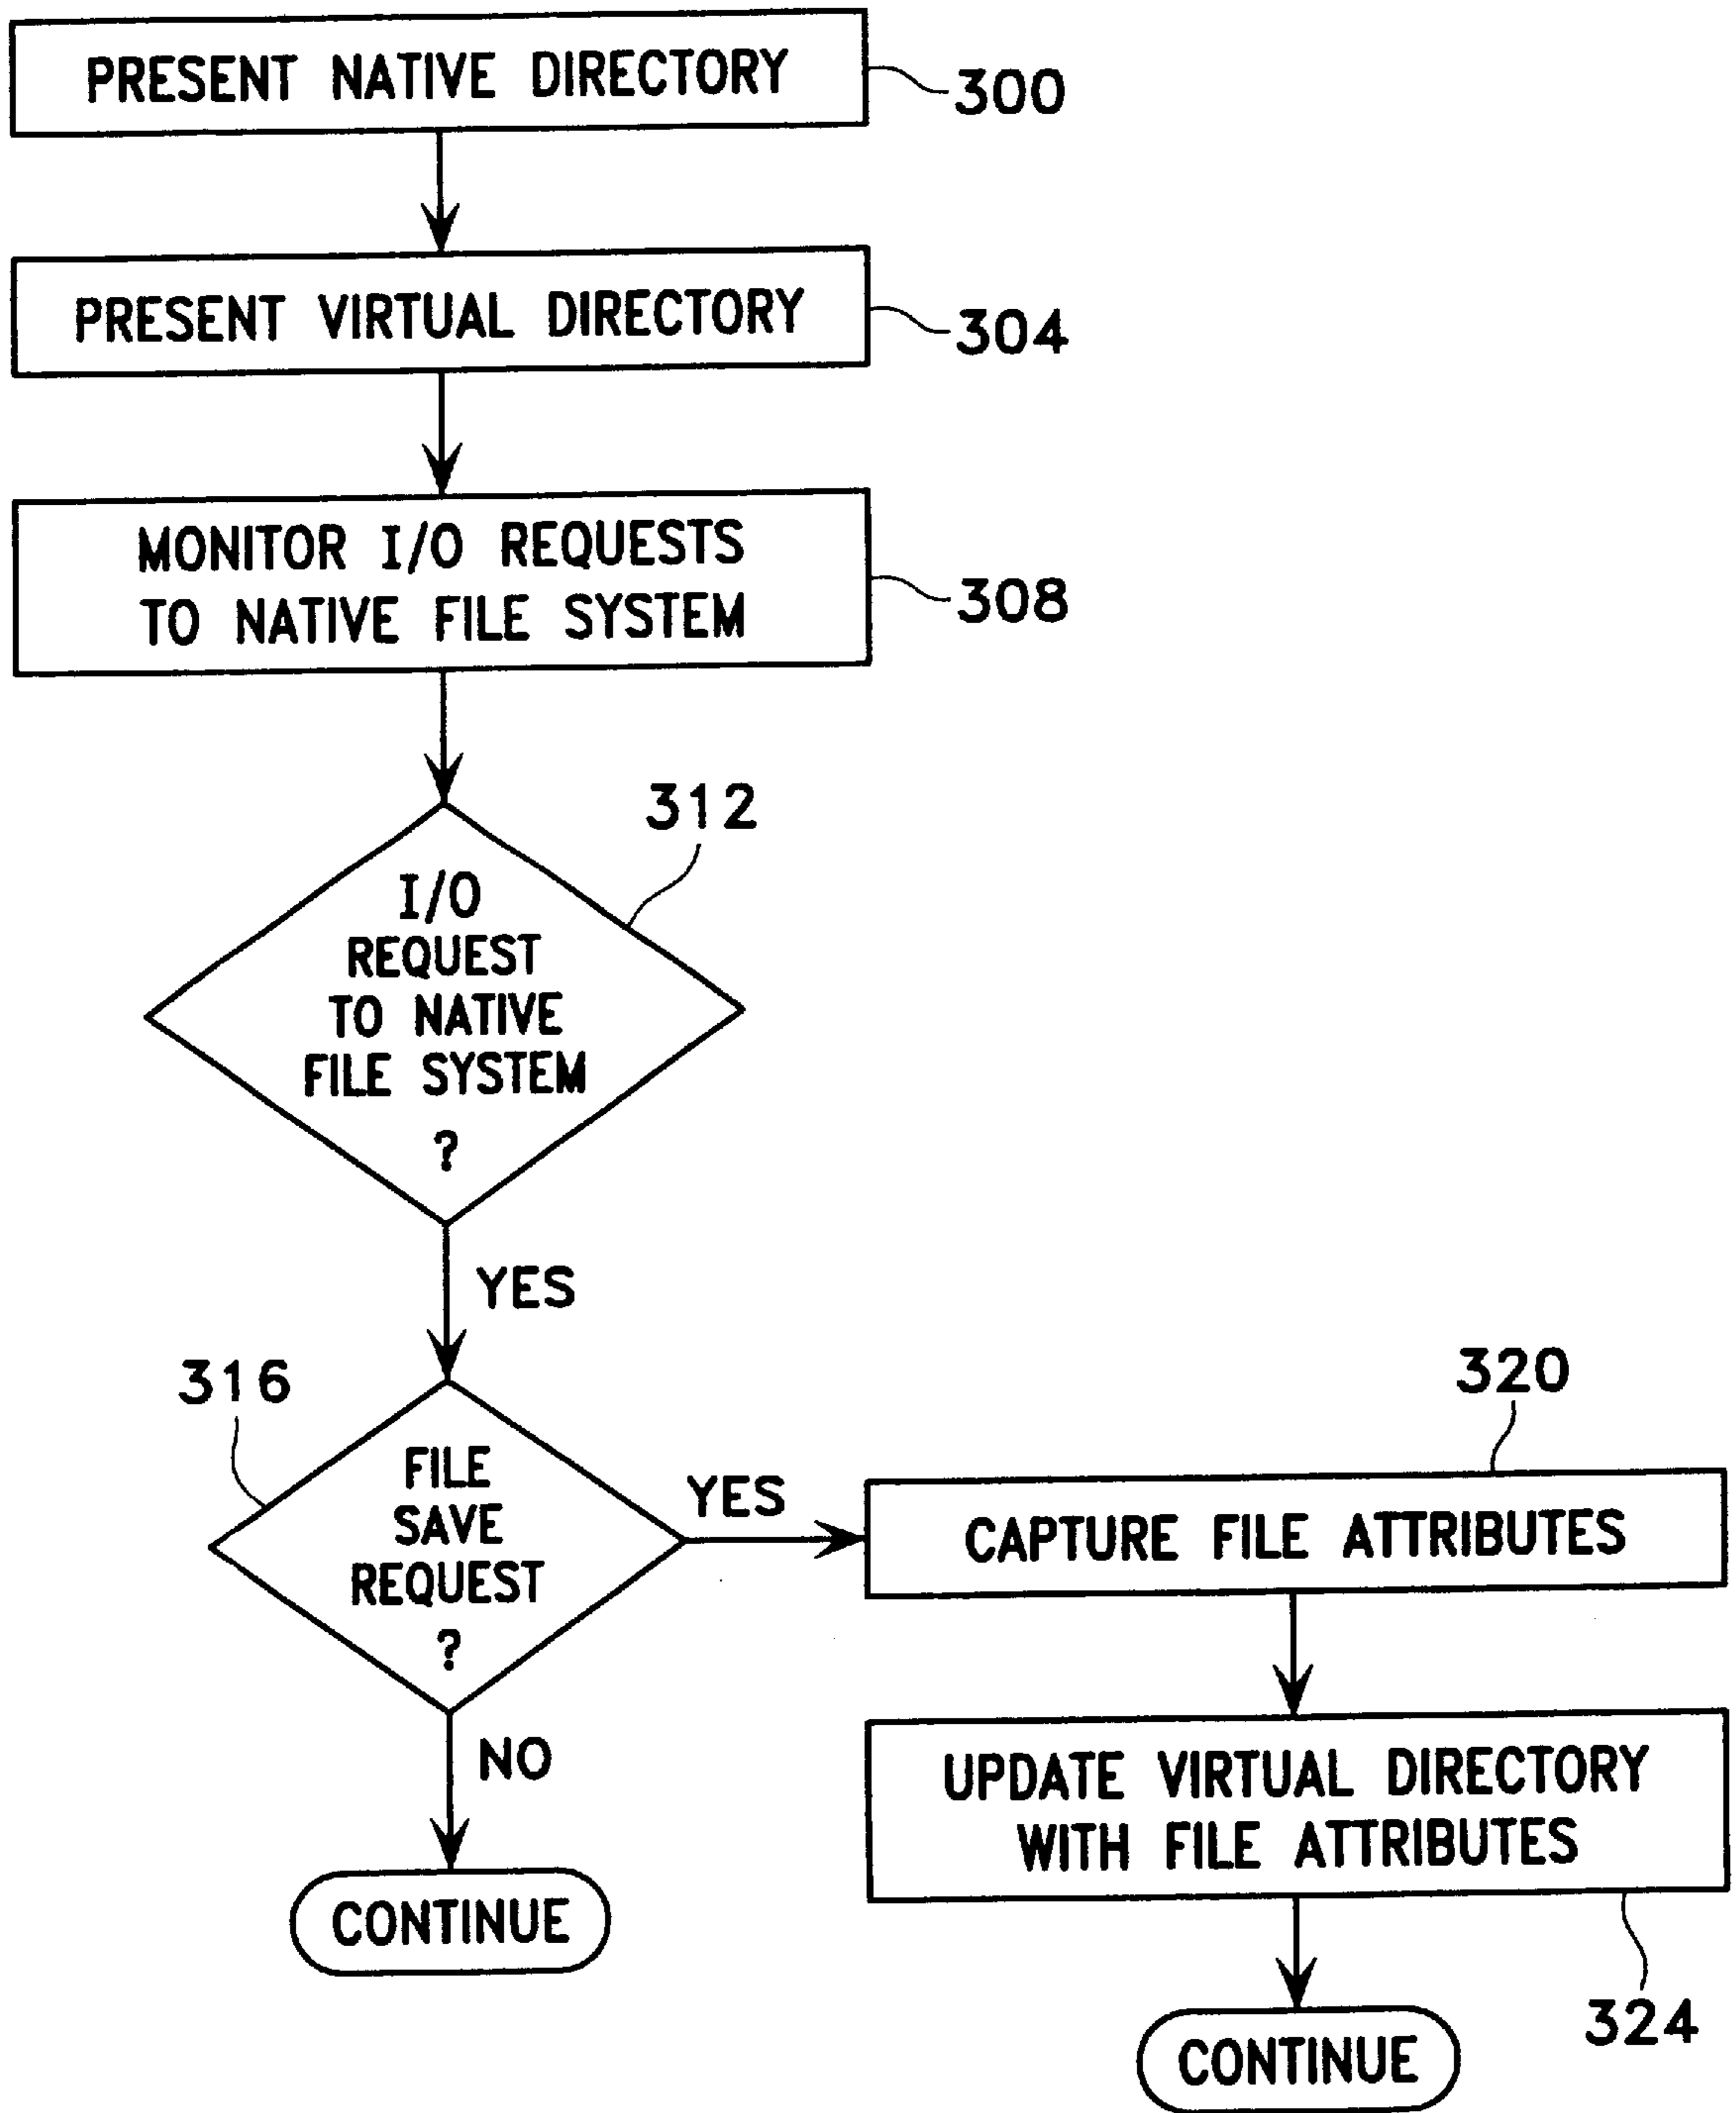 PRESENT NATIVE DIRECTORY
300
PRESENT VIRTUAL DIRECTORY
304
MONITOR I/O REQUESTS
TO NATIVE FILE SYSTEM
308
312
I/O
REQUEST
TO NATIVE
FILE SYSTEM
?
YES
316
FILE
SAVE
REQUEST
?
YES
320
CAPTURE FILE ATTRIBUTES
NO
UPDATE VIRTUAL DIRECTORY
WITH FILE ATTRIBUTES
324
CONTINUE
CONTINUE